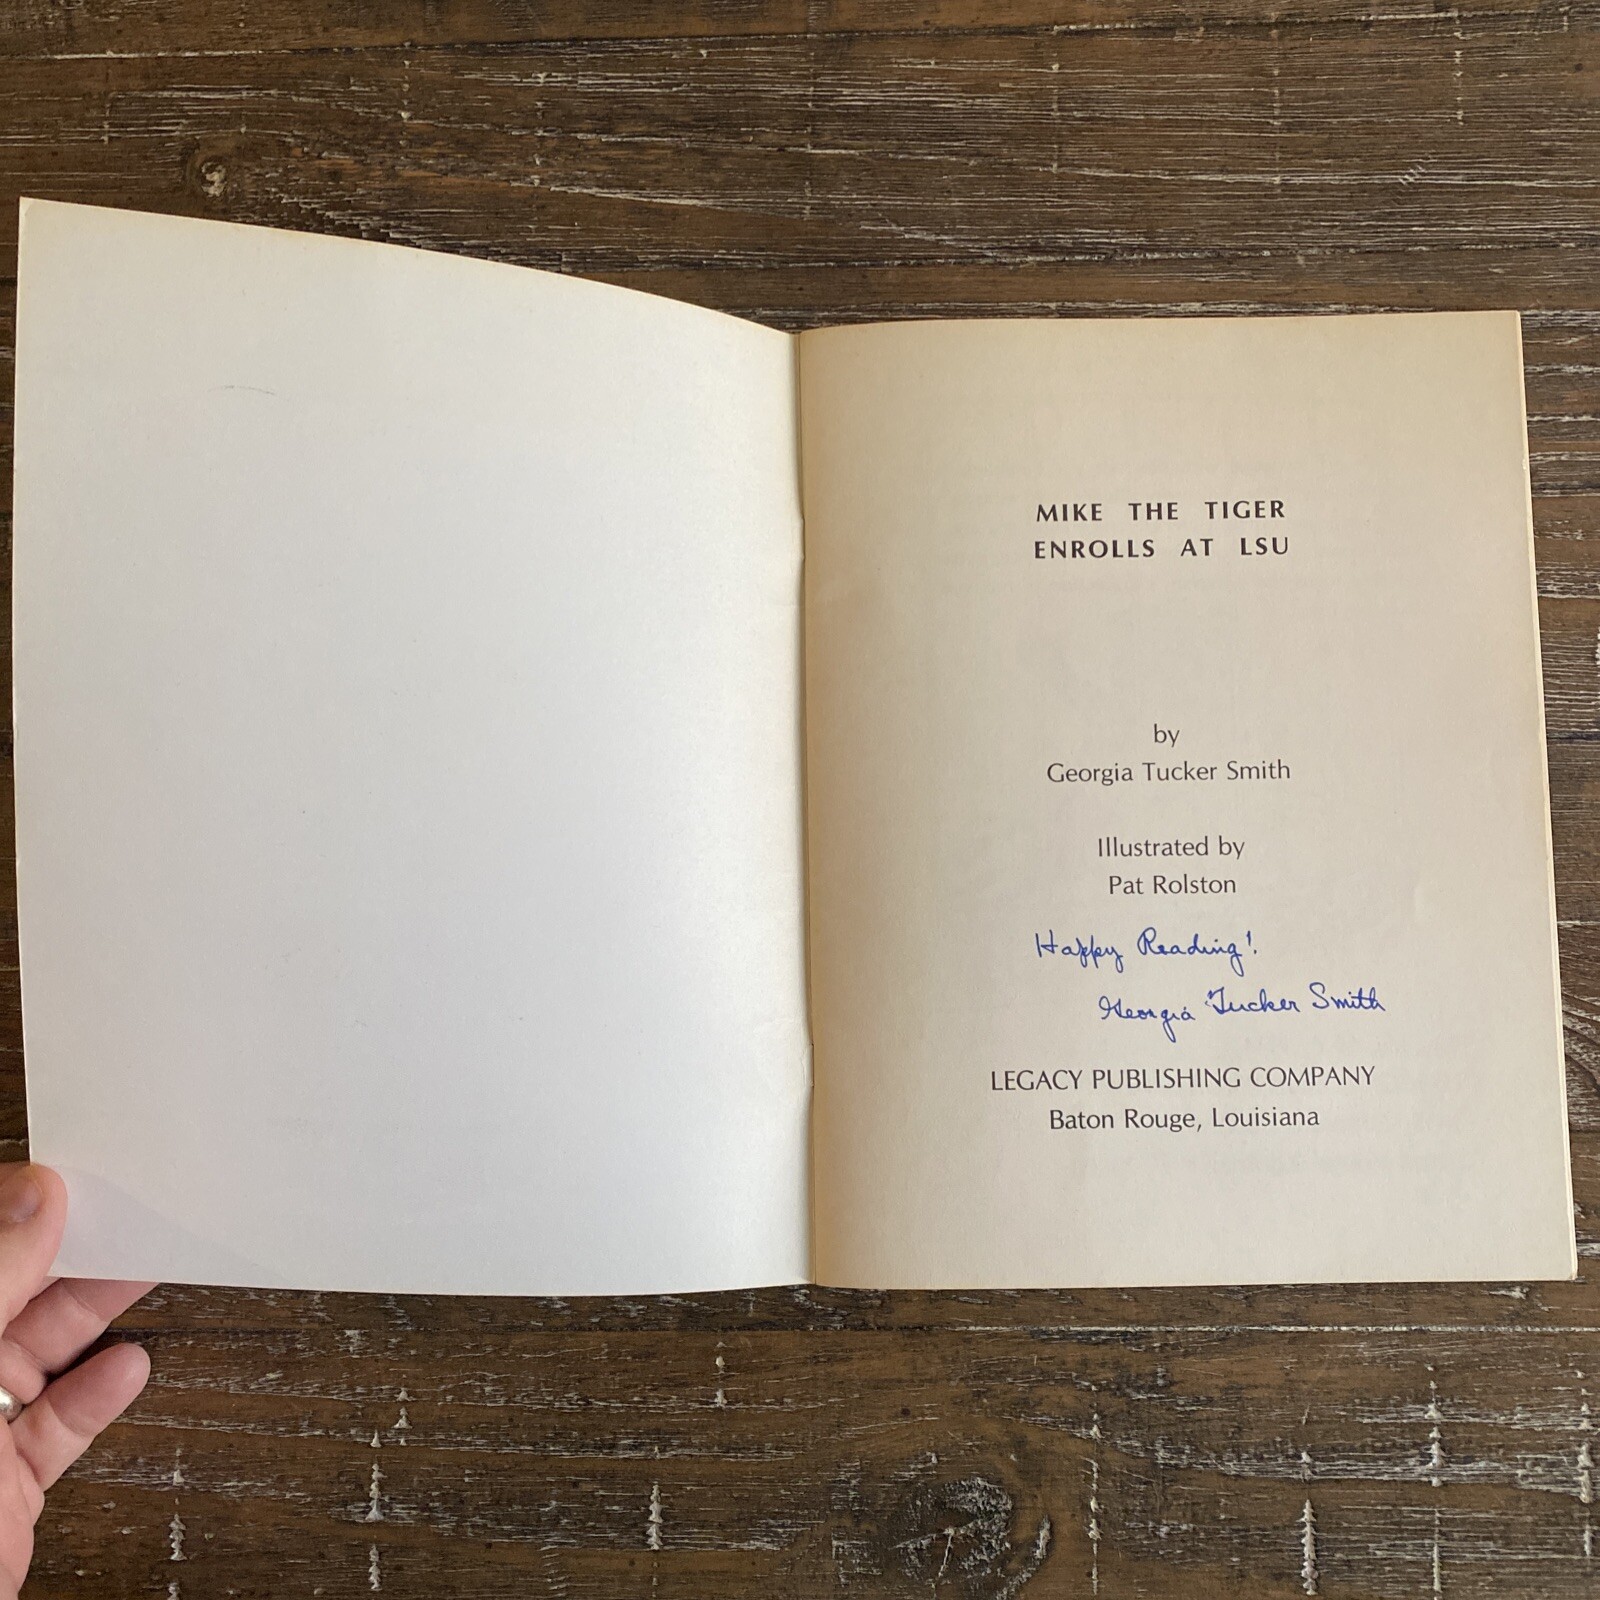 MIKE THE TIGER
ENROLLS AT LSU
by
Georgia Tucker Smith
Illustrated by
Pat Rolston
Happy Reading!
Georgia Tucker Smith
LEGACY PUBLISHING COMPANY
Baton Rouge, Louisiana